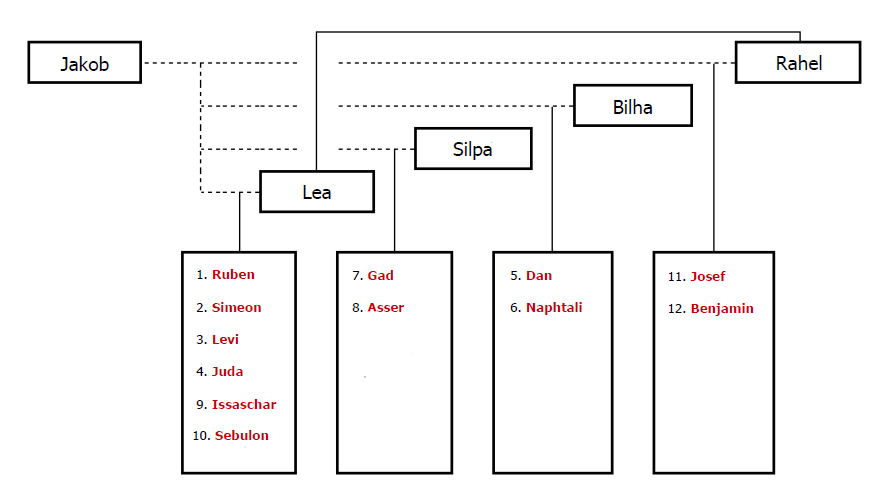 Jakob
Rahel
Bilha
Silpa
Lea
1. Ruben
2. Simeon
3. Levi
4. Juda
9. Issaschar
10. Sebulon
7. Gad
8. Asser
5. Dan
6. Naphtali
11. Josef
12. Benjamin